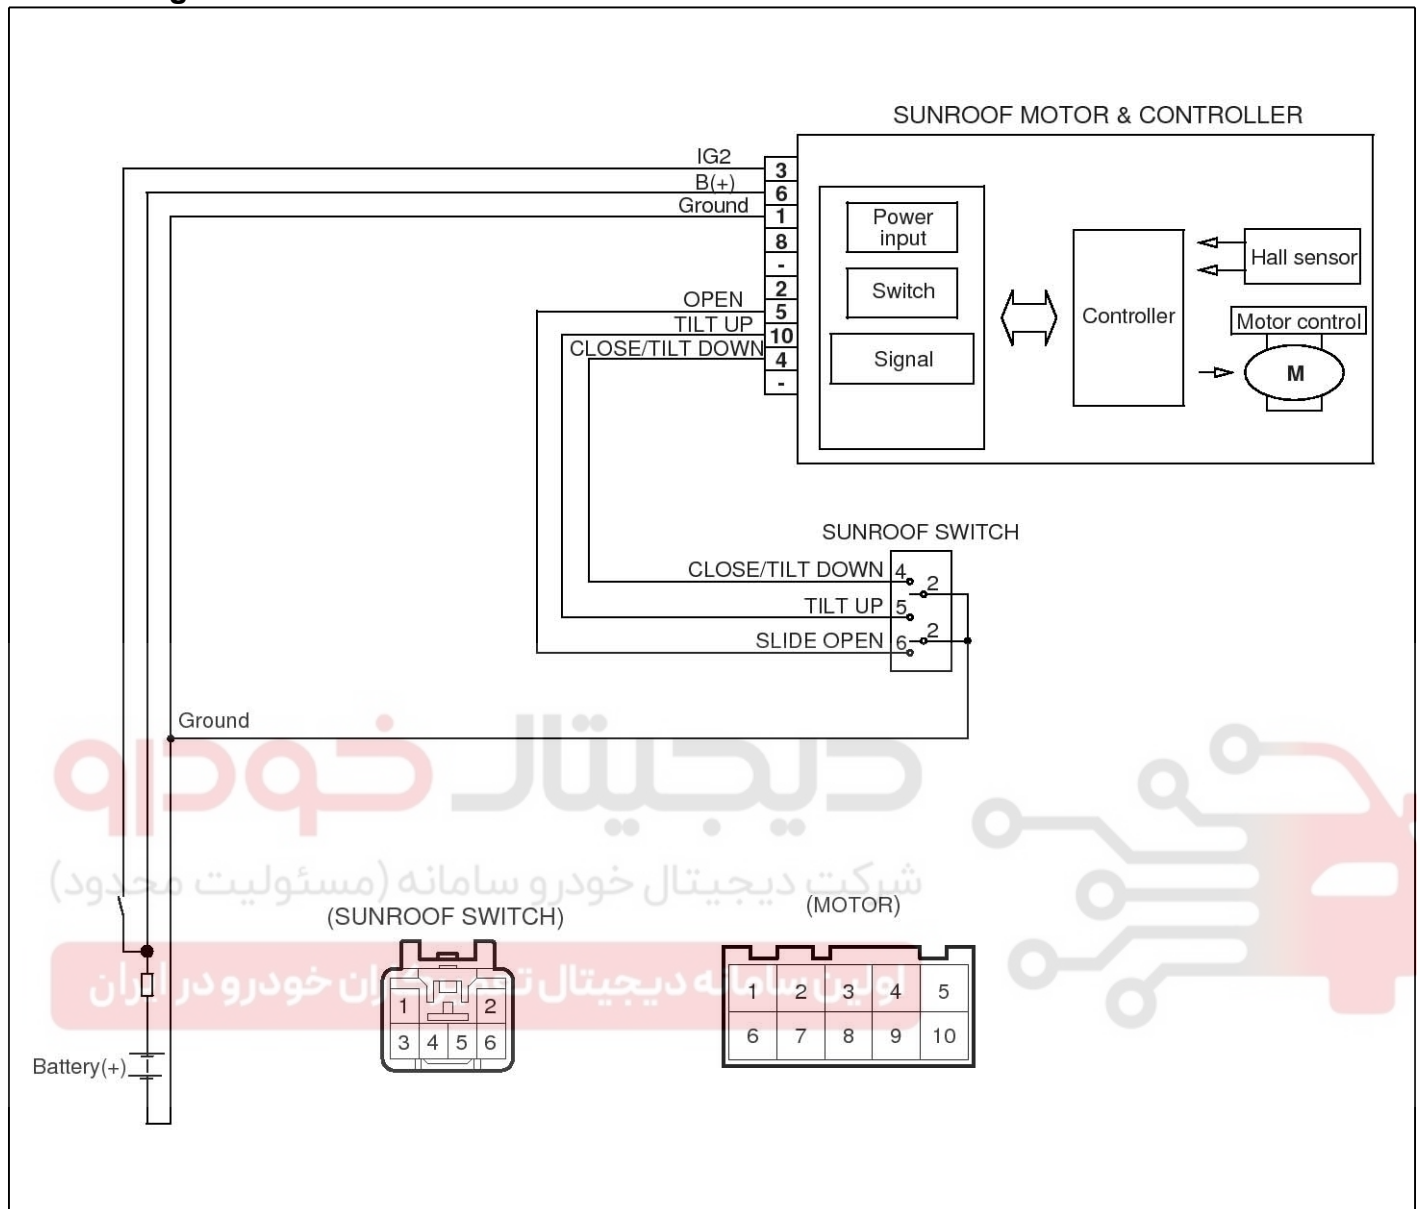 SUNROOF MOTOR & CONTROLLER
IG2
3
B(+)
6
Ground
1
8
-
2
OPEN
5
TILT UP
10
CLOSE/TILT DOWN
4
-
Power
input
Switch
Signal
Controller
Hall sensor
Motor control
M
SUNROOF SWITCH
CLOSE/TILT DOWN
4
2
TILT UP
5
2
SLIDE OPEN
6
Ground
دیجیتال خودرو
شرکت دیجیتال خودرو سامانه (مسئولیت محدود)
اولین سامانه دیجیتال تعمیرکاران خودرو در ایران
(SUNROOF SWITCH)
1 2
3 4 5 6
(MOTOR)
1 2 3 4 5
6 7 8 9 10
Battery(+)